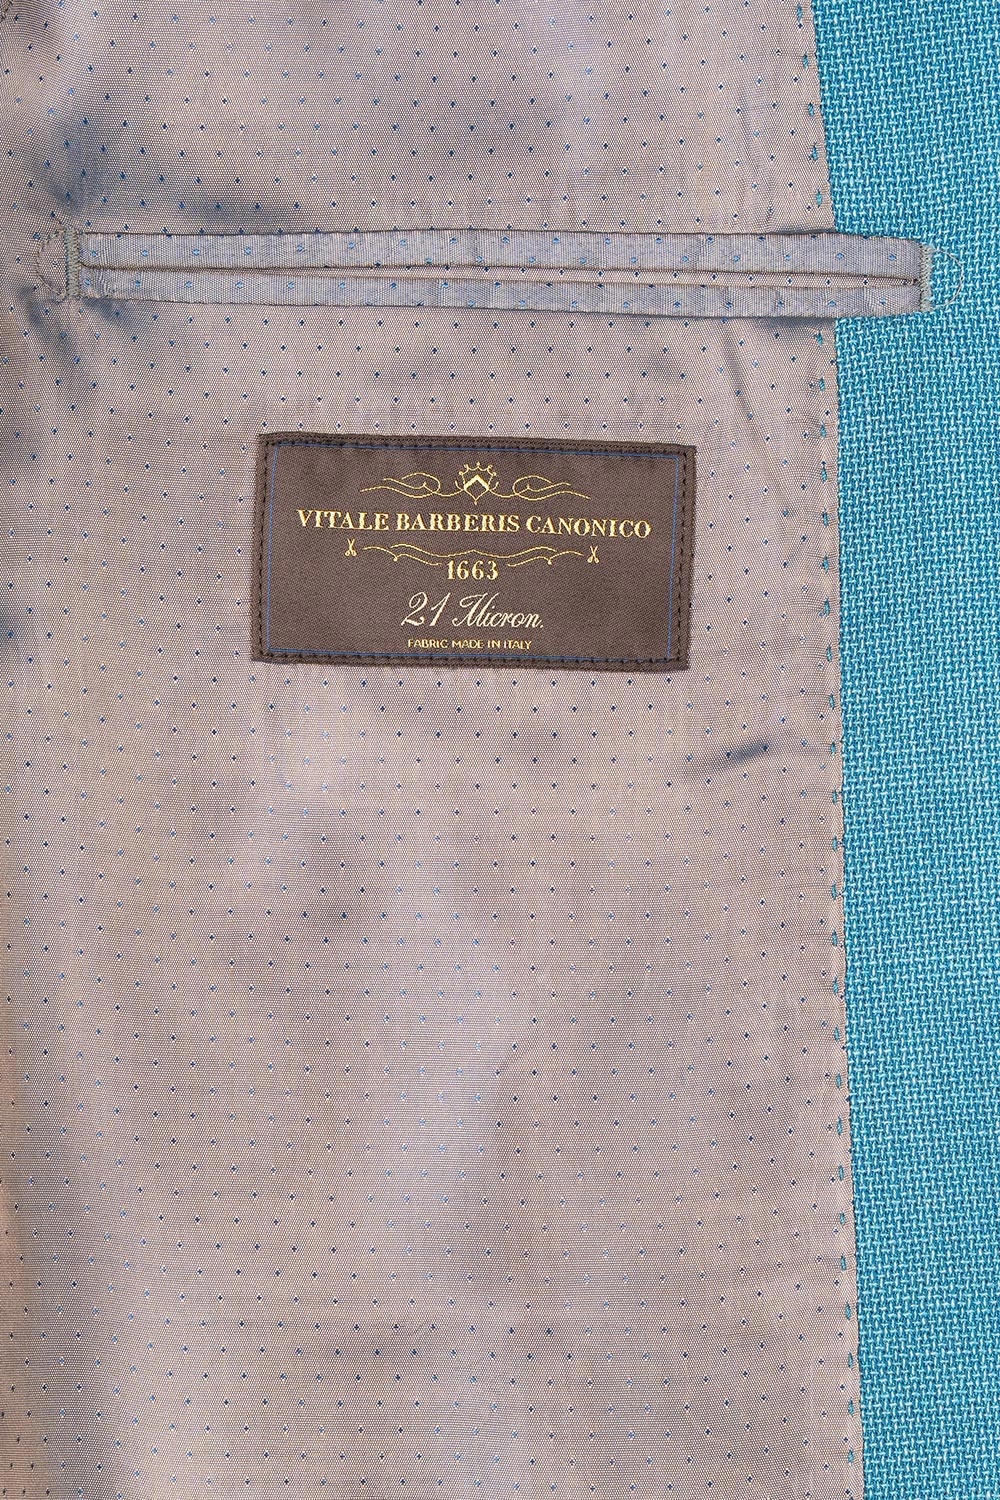 VITALE BARBERIS CANONICO
1663
21 Micron.
FABRIC MADE IN ITALY